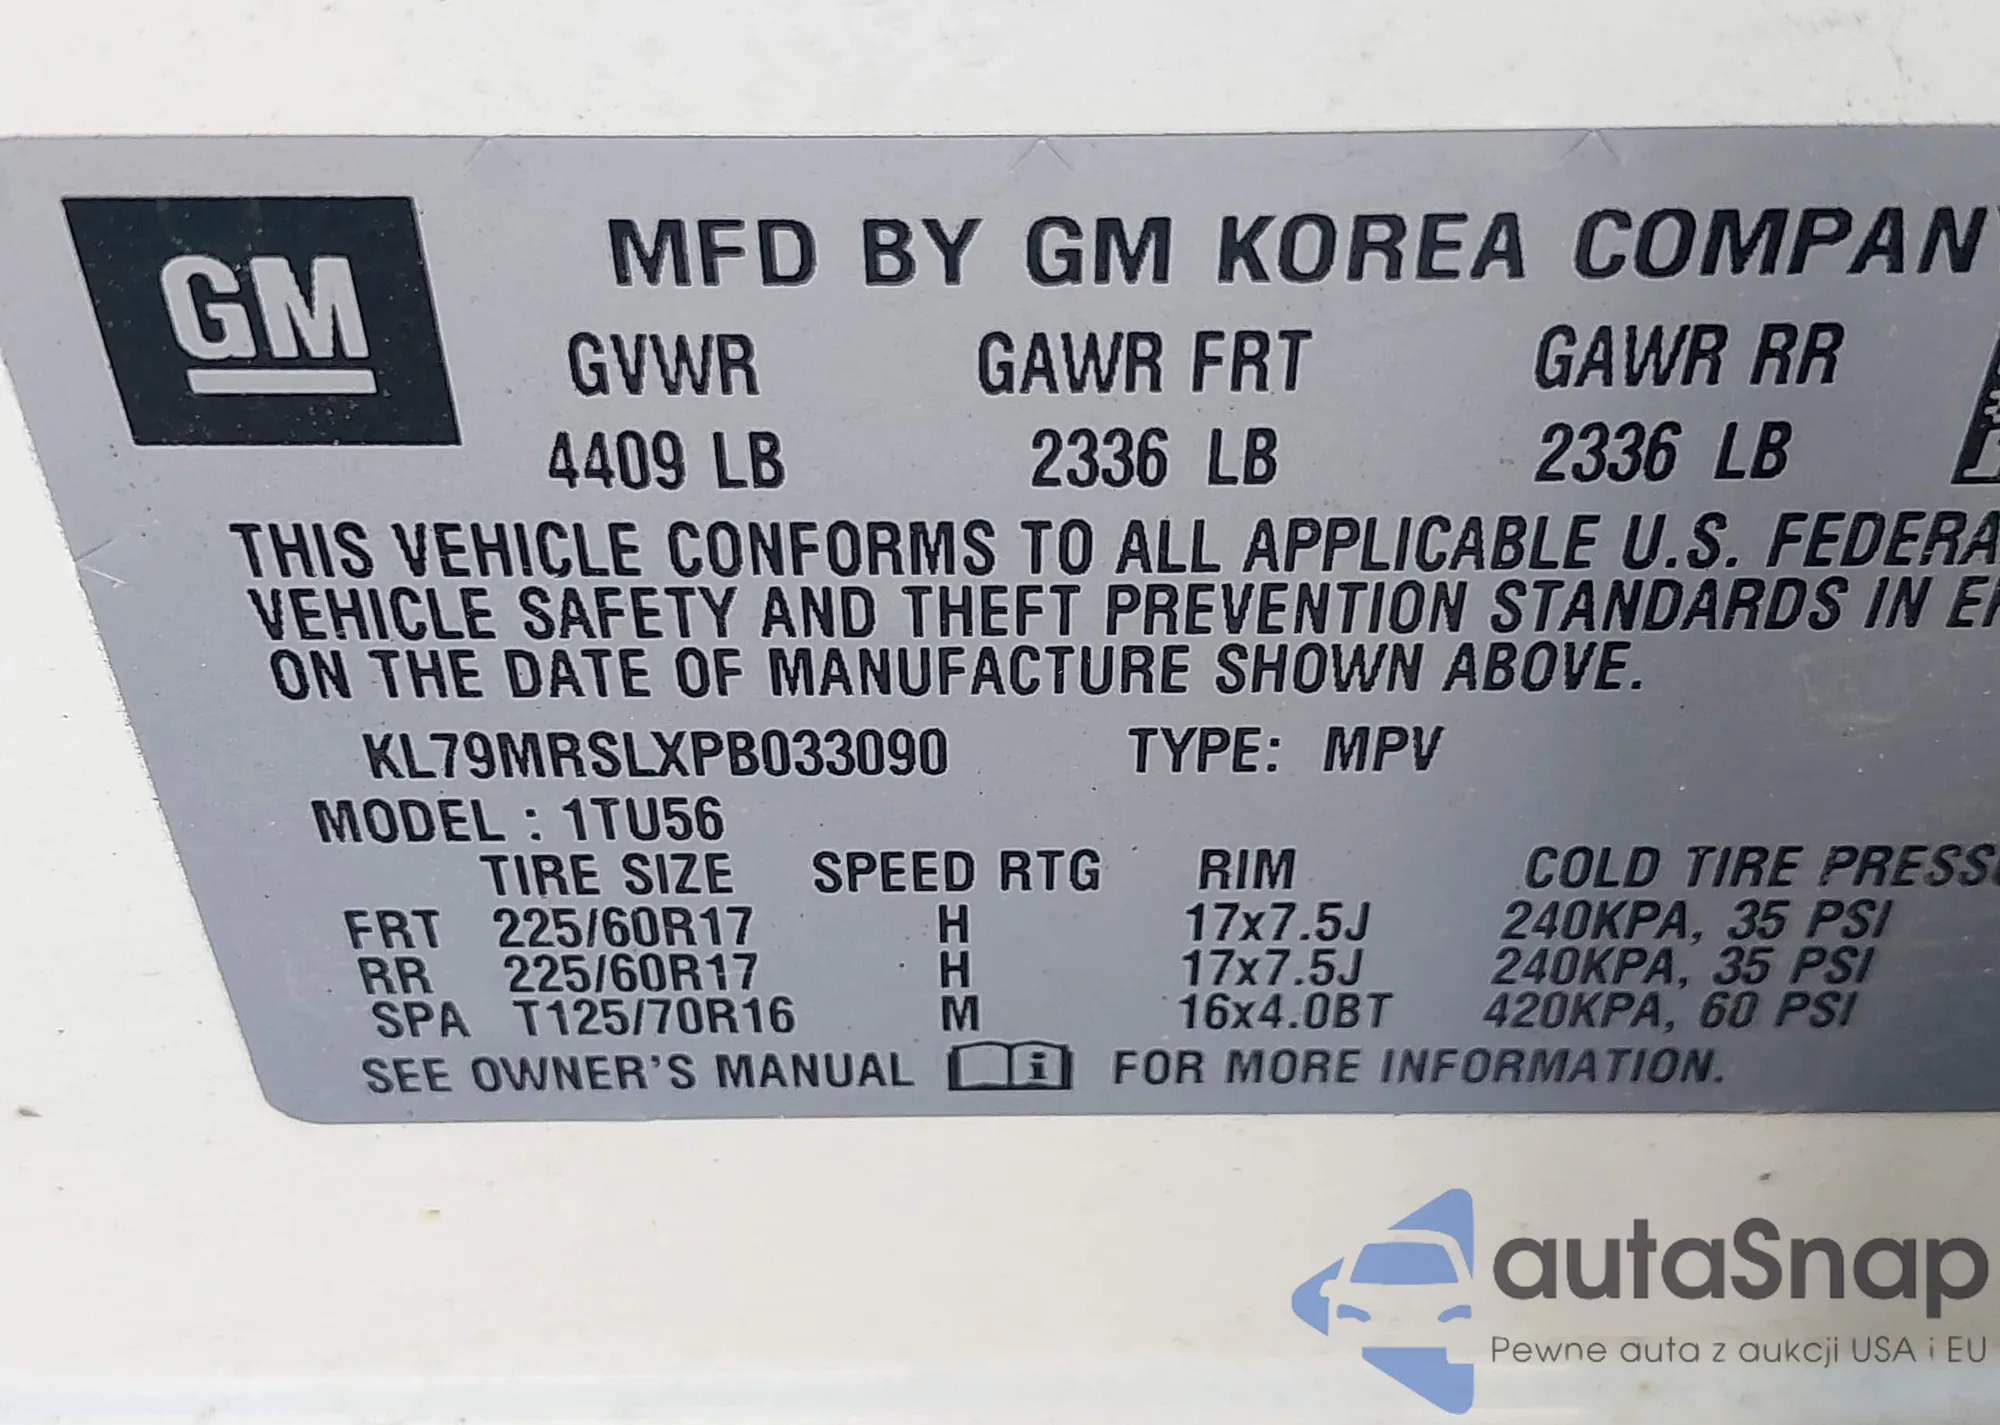 GM
MFD BY GM KOREA COMPANY
GVWR GAWR FRT GAWR RR
4409 LB 2336 LB 2336 LB
THIS VEHICLE CONFORMS TO ALL APPLICABLE U.S. FEDERA
VEHICLE SAFETY AND THEFT PREVENTION STANDARDS IN EF
ON THE DATE OF MANUFACTURE SHOWN ABOVE.
KL79MRSLXPB033090 TYPE: MPV
MODEL : 1TU56
TIRE SIZE SPEED RTG RIM COLD TIRE PRESS
FRT 225/60R17 H 17x7.5J 240KPA, 35 PSI
RR 225/60R17 H 17x7.5J 240KPA, 35 PSI
SPA T125/70R16 M 16x4.0BT 420KPA, 60 PSI
SEE OWNER'S MANUAL i FOR MORE INFORMATION.
autaSnap
Pewne auta z aukcji USA i EU